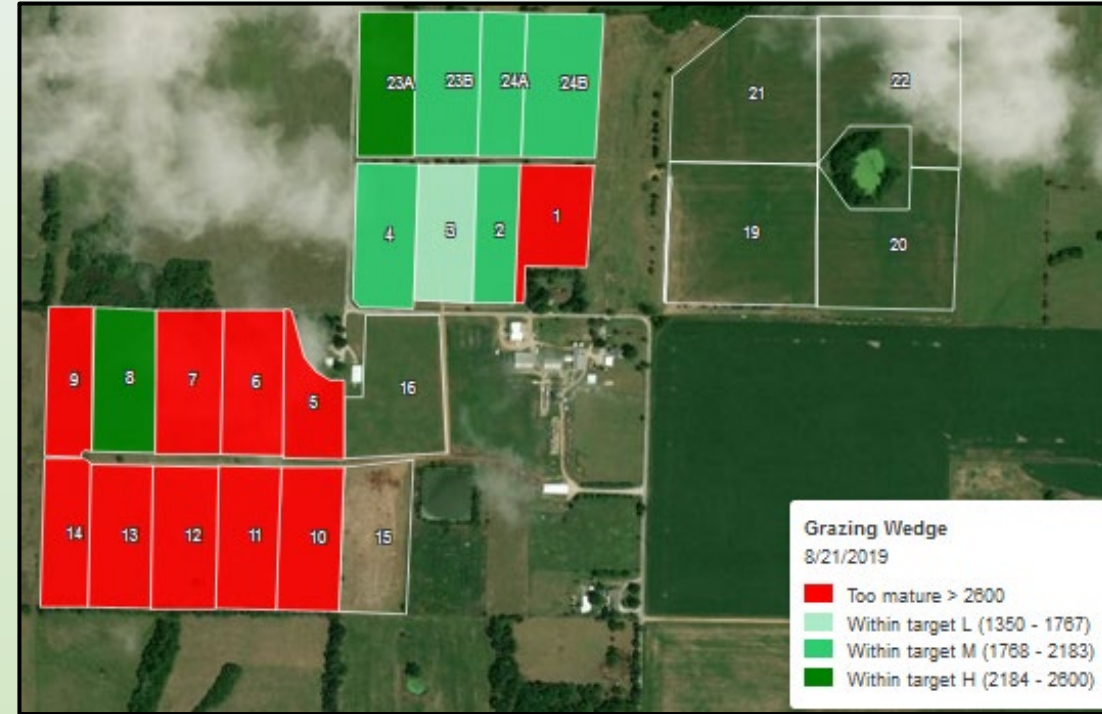 23A 23B 24A 24B
21 22
4 3 2 1
19 20
9 8 7 6 5
16
14 13 12 11 10 15
Grazing Wedge
8/21/2019
Too mature > 2600
Within target L (1350 - 1767)
Within target M (1768 - 2183)
Within target H (2184 - 2600)